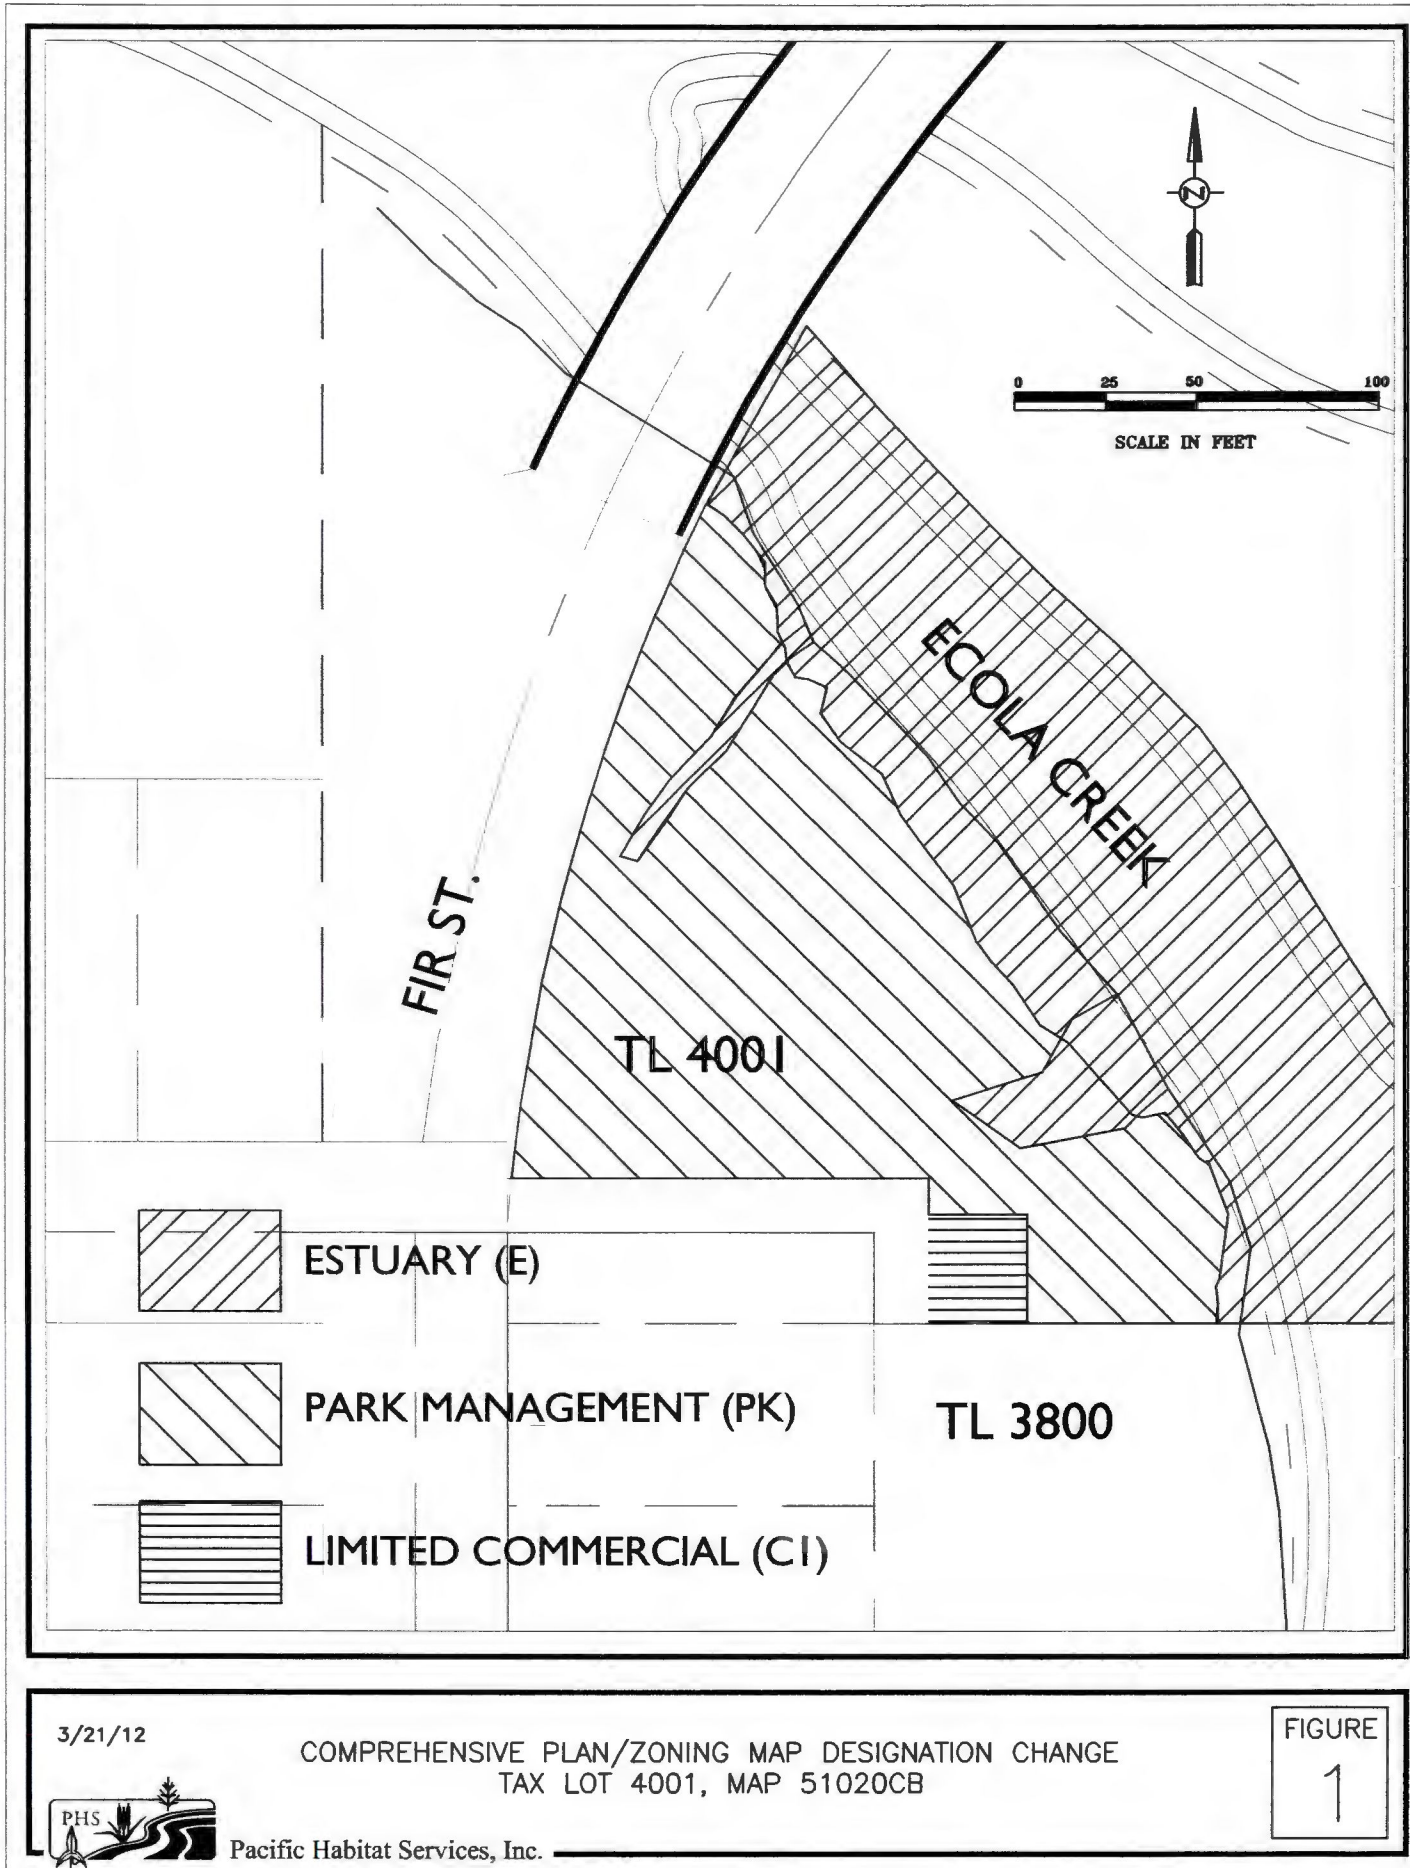 N
0 25 50 100
SCALE IN FEET
ECOLA CREEK
FIR ST.
TL 4001
ESTUARY (E)
PARK MANAGEMENT (PK)
TL 3800
LIMITED COMMERCIAL (C1)
3/21/12
COMPREHENSIVE PLAN/ZONING MAP DESIGNATION CHANGE
TAX LOT 4001, MAP 51020CB
FIGURE
1
PHS
Pacific Habitat Services, Inc.